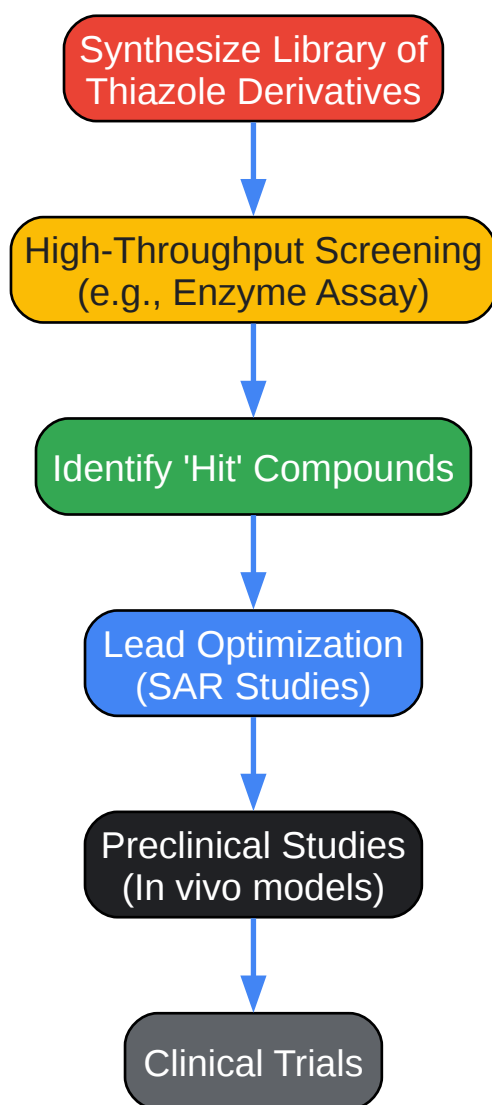 Synthesize Library of
Thiazole Derivatives
High-Throughput Screening
(e.g., Enzyme Assay)
Identify 'Hit' Compounds
Lead Optimization
(SAR Studies)
Preclinical Studies
(In vivo models)
Clinical Trials